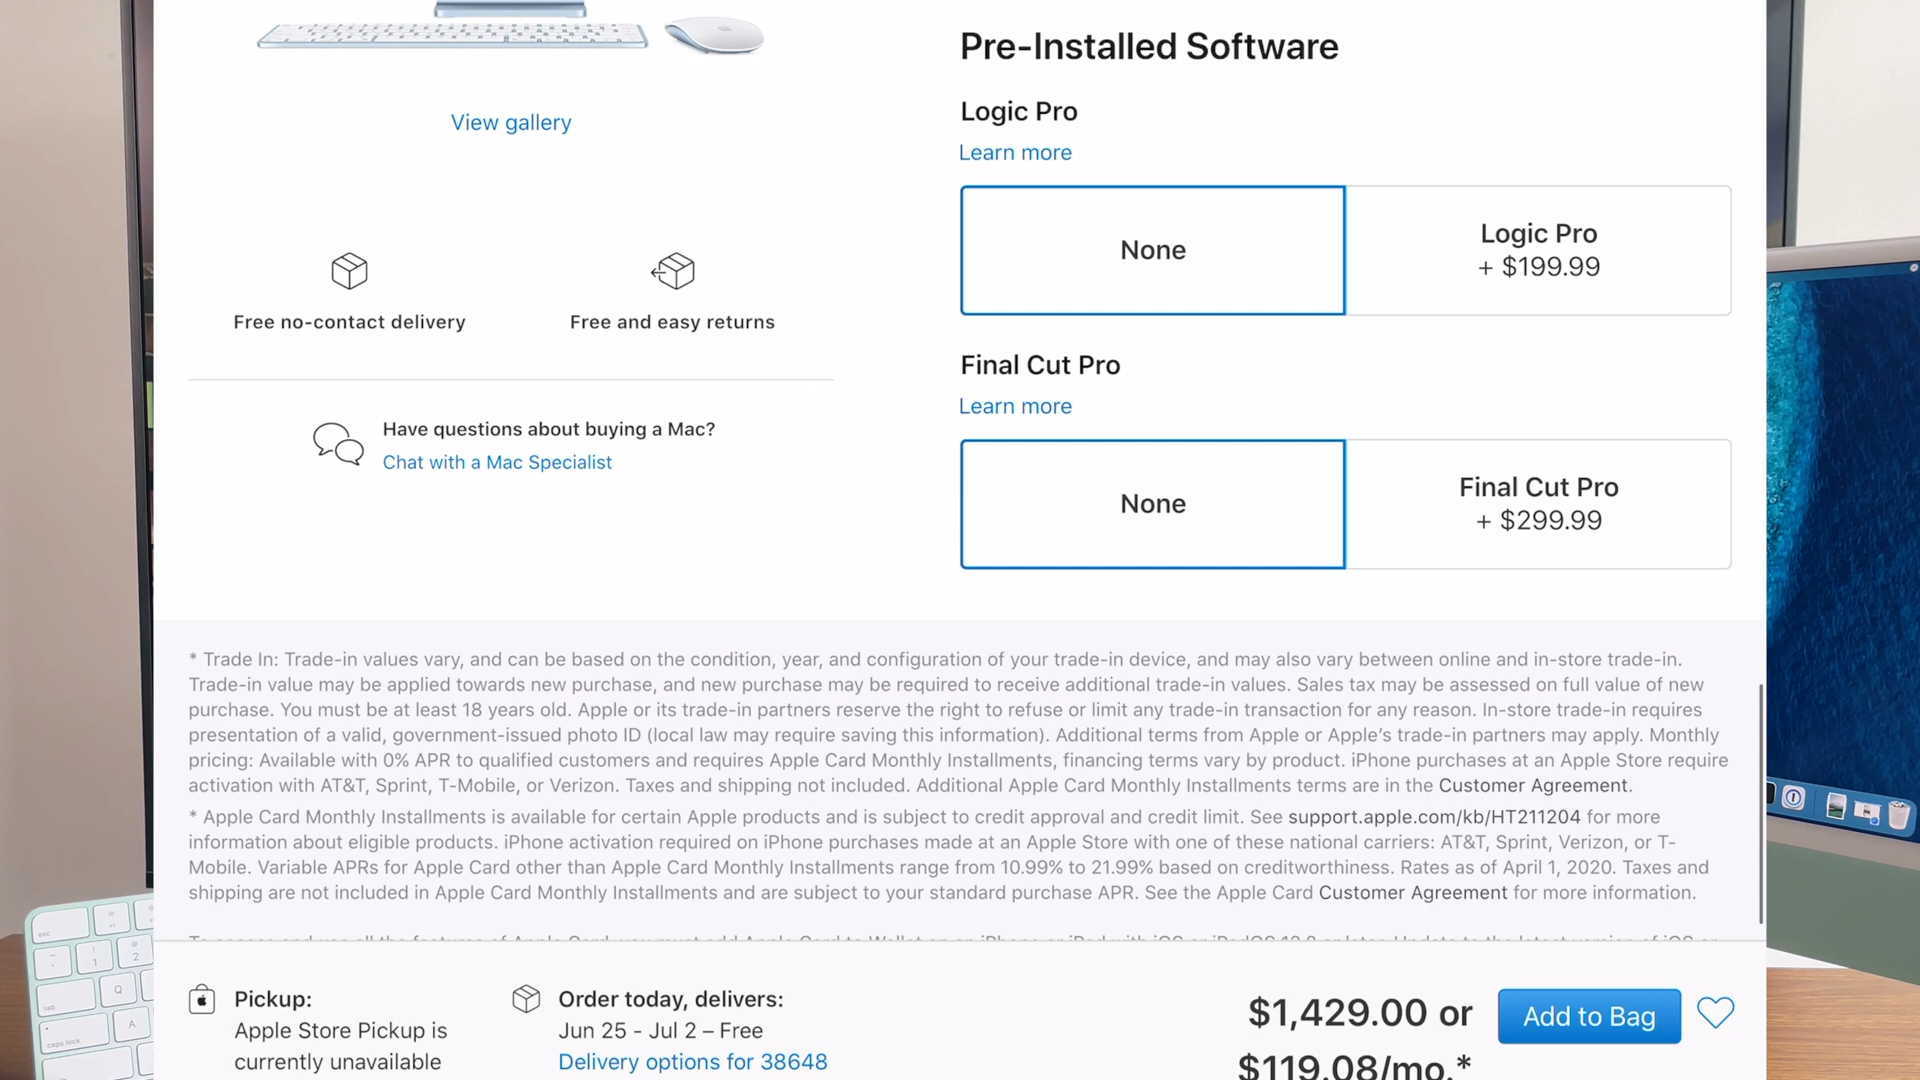 View gallery
Free no-contact delivery
Free and easy returns
Have questions about buying a Mac?
Chat with a Mac Specialist
Pre-Installed Software
Logic Pro
Learn more
None
Logic Pro
+ $199.99
Final Cut Pro
Learn more
None
Final Cut Pro
+ $299.99
* Trade In: Trade-in values vary, and can be based on the condition, year, and configuration of your trade-in device, and may also vary between online and in-store trade-in.
Trade-in value may be applied towards new purchase, and new purchase may be required to receive additional trade-in values. Sales tax may be assessed on full value of new
purchase. You must be at least 18 years old. Apple or its trade-in partners reserve the right to refuse or limit any trade-in transaction for any reason. In-store trade-in requires
presentation of a valid, government-issued photo ID (local law may require saving this information). Additional terms from Apple or Apple’s trade-in partners may apply. Monthly
pricing: Available with 0% APR to qualified customers and requires Apple Card Monthly Installments, financing terms vary by product. iPhone purchases at an Apple Store require
activation with AT&T, Sprint, T-Mobile, or Verizon. Taxes and shipping not included. Additional Apple Card Monthly Installments terms are in the Customer Agreement.
* Apple Card Monthly Installments is available for certain Apple products and is subject to credit approval and credit limit. See support.apple.com/kb/HT211204 for more
information about eligible products. iPhone activation required on iPhone purchases made at an Apple Store with one of these national carriers: AT&T, Sprint, Verizon, or T-
Mobile. Variable APRs for Apple Card other than Apple Card Monthly Installments range from 10.99% to 21.99% based on creditworthiness. Rates as of April 1, 2020. Taxes and
shipping are not included in Apple Card Monthly Installments and are subject to your standard purchase APR. See the Apple Card Customer Agreement for more information.
Pickup:
Apple Store Pickup is
currently unavailable
Order today, delivers:
Jun 25 - Jul 2 – Free
Delivery options for 38648
$1,429.00 or
$119.08/mo.*
Add to Bag
esc
1
2
tab
Q
caps lock
A